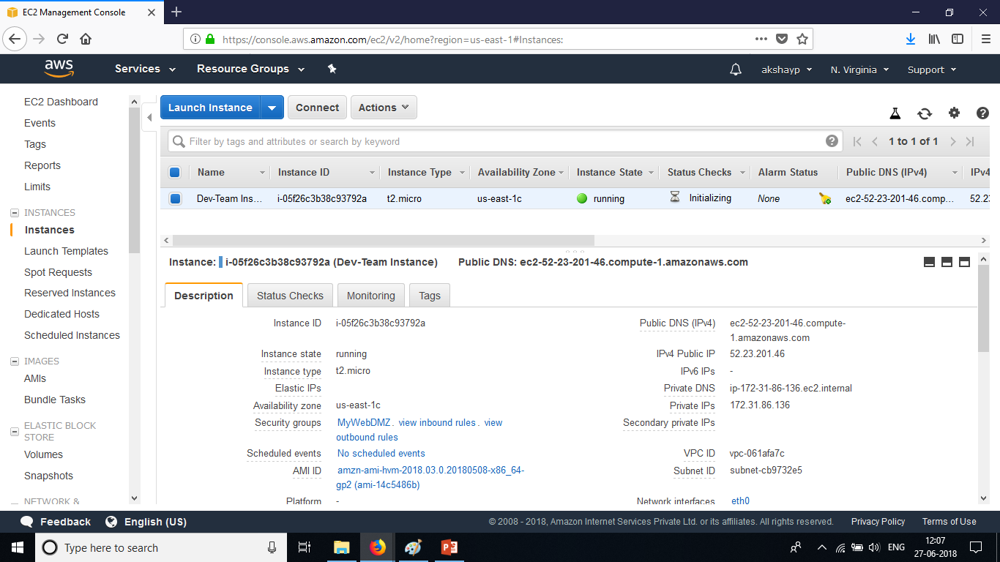 EC2 Management Console
https://console.aws.amazon.com/ec2/v2/home?region=us-east-1#Instances:
aws Services Resource Groups akshayp N. Virginia Support
EC2 Dashboard
Events
Tags
Reports
Limits
INSTANCES
Instances
Launch Templates
Spot Requests
Reserved Instances
Dedicated Hosts
Scheduled Instances
IMAGES
AMIs
Bundle Tasks
ELASTIC BLOCK
STORE
Volumes
Snapshots
NETWORK &
Launch Instance Connect Actions
Filter by tags and attributes or search by keyword 1 to 1 of 1
Name Instance ID Instance Type Availability Zone Instance State Status Checks Alarm Status Public DNS (IPv4) IPv4
Dev-Team Ins... i-05f26c3b38c93792a t2.micro us-east-1c running Initializing None ec2-52-23-201-46.comp... 52.23
Instance: i-05f26c3b38c93792a (Dev-Team Instance) Public DNS: ec2-52-23-201-46.compute-1.amazonaws.com
Description Status Checks Monitoring Tags
Instance ID i-05f26c3b38c93792a Public DNS (IPv4) ec2-52-23-201-46.compute-
1.amazonaws.com
Instance state running IPv4 Public IP 52.23.201.46
Instance type t2.micro IPv6 IPs -
Elastic IPs Private DNS ip-172-31-86-136.ec2.internal
Availability zone us-east-1c Private IPs 172.31.86.136
Security groups MyWebDMZ. view inbound rules. view Secondary private IPs
outbound rules
Scheduled events No scheduled events VPC ID vpc-061afa7c
AMI ID amzn-ami-hvm-2018.03.0.20180508-x86_64- Subnet ID subnet-cb9732e5
gp2 (ami-14c5486b)
Platform - Network interfaces eth0
Feedback English (US) © 2008 - 2018, Amazon Internet Services Private Ltd. or its affiliates. All rights reserved. Privacy Policy Terms of Use
Type here to search ENG 12:07
27-06-2018